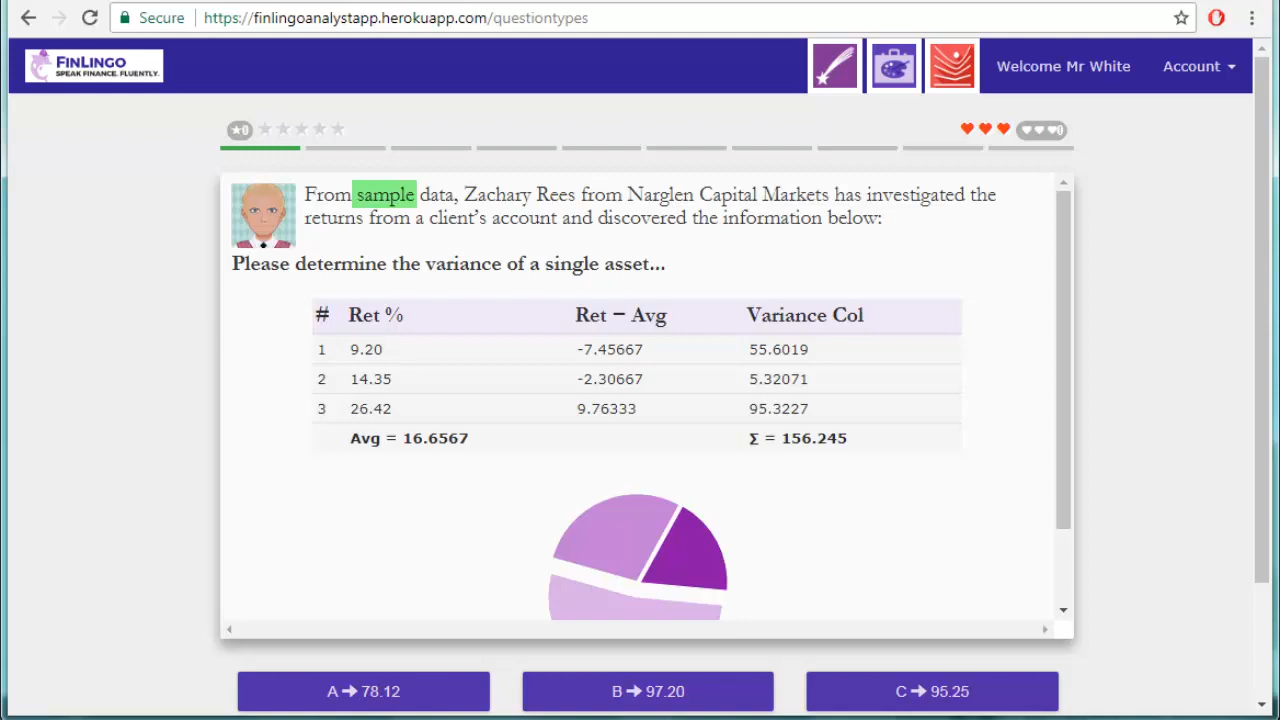 Secure https://finlingoanalystapp.herokuapp.com/questiontypes
FINLINGO
SPEAK FINANCE. FLUENTLY.
Welcome Mr White Account
0
0
From sample data, Zachary Rees from Narglen Capital Markets has investigated the
returns from a client's account and discovered the information below:
Please determine the variance of a single asset...
# Ret % Ret − Avg Variance Col
1 9.20 -7.45667 55.6019
2 14.35 -2.30667 5.32071
3 26.42 9.76333 95.3227
Avg = 16.6567 Σ = 156.245
A → 78.12 B → 97.20 C → 95.25